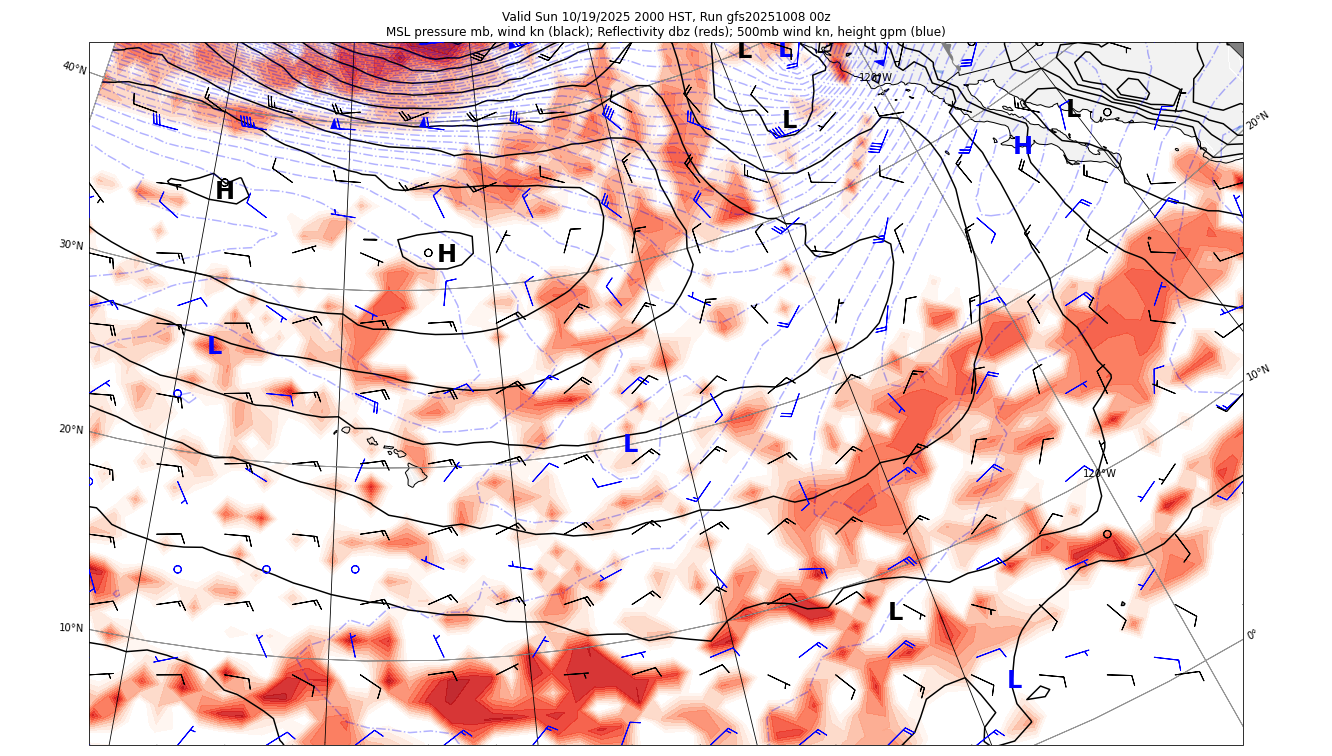 Valid Sun 10/19/2025 2000 HST, Run gfs20251008 00z
MSL pressure mb, wind kn (black); Reflectivity dbz (reds); 500mb wind kn, height gpm (blue)
L L
40°N 120°W
L L 20°N
H
H
30°N H
L
10°N
20°N L
120°W
L
10°N 0°
L